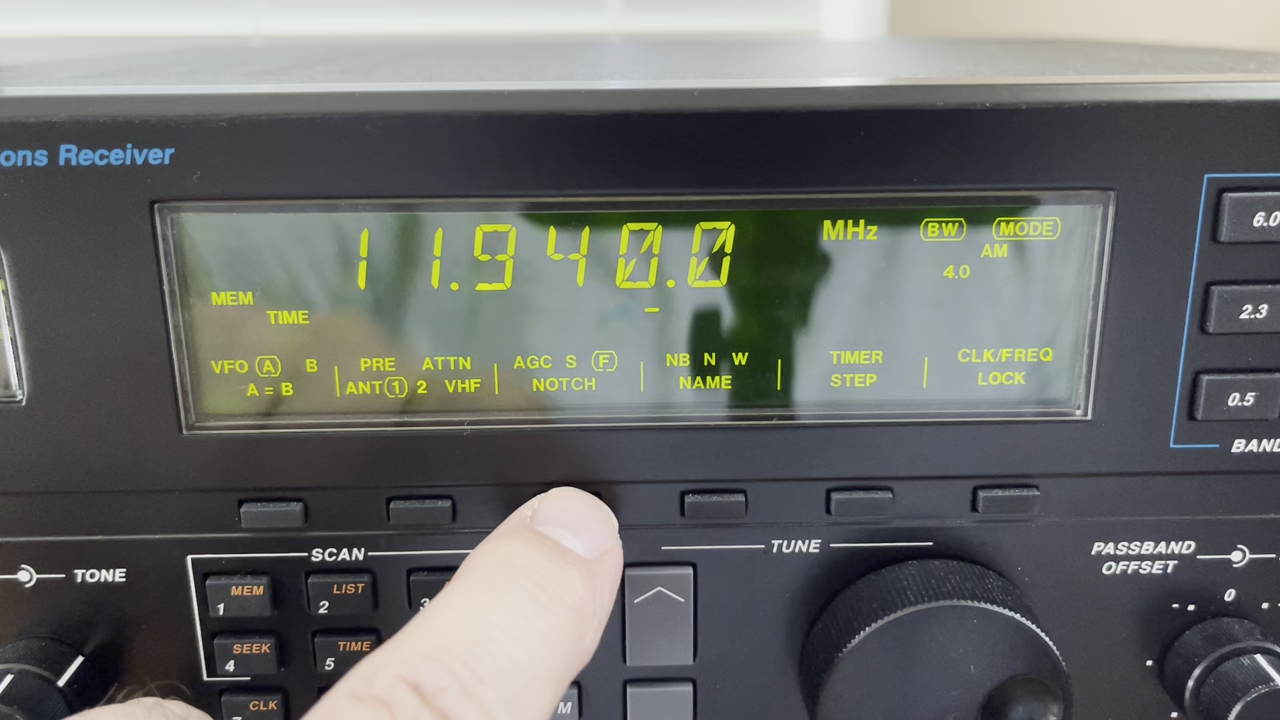 ons Receiver
11.940.0 MHz BW MODE
AM
4.0
MEM
TIME
VFO A B PRE ATTN AGC S F NB N W TIMER CLK/FREQ
A = B ANT 1 2 VHF NOTCH NAME STEP LOCK
6.0
2.3
0.5
BAND
SCAN
TUNE
PASSBAND
OFFSET
0
TONE
MEM
1
LIST
2
3
SEEK
4
TIME
5
CLK
M